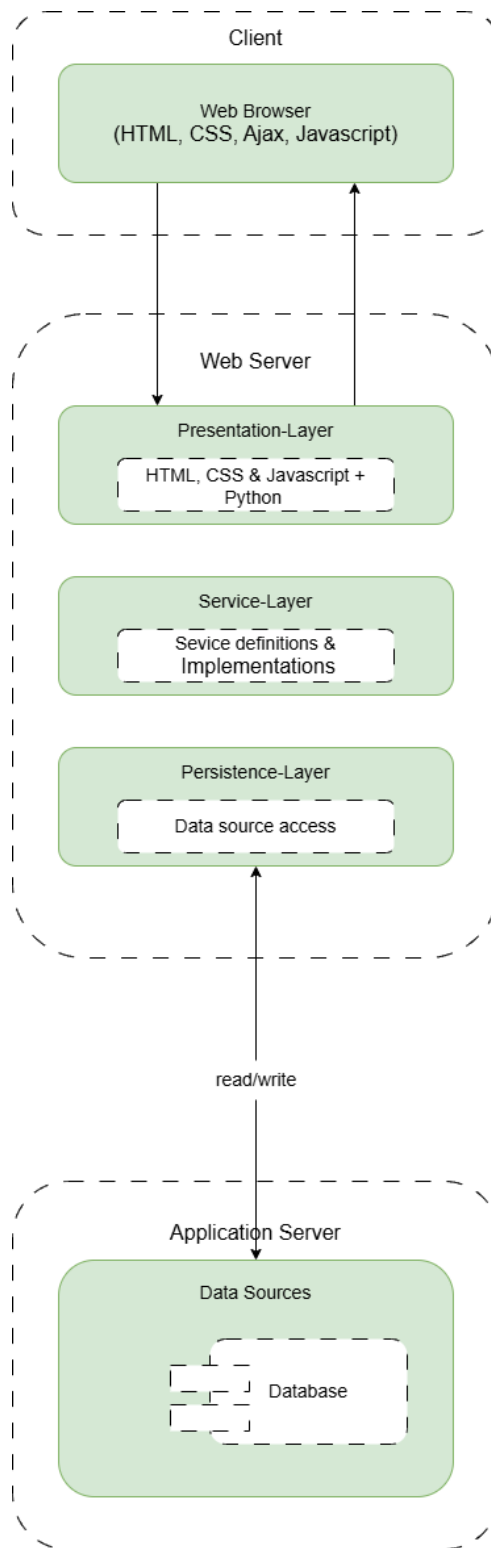 Client
Web Browser
(HTML, CSS, Ajax, Javascript)
Web Server
Presentation-Layer
HTML, CSS & Javascript +
Python
Service-Layer
Sevice definitions &
Implementations
Persistence-Layer
Data source access
read/write
Application Server
Data Sources
Database